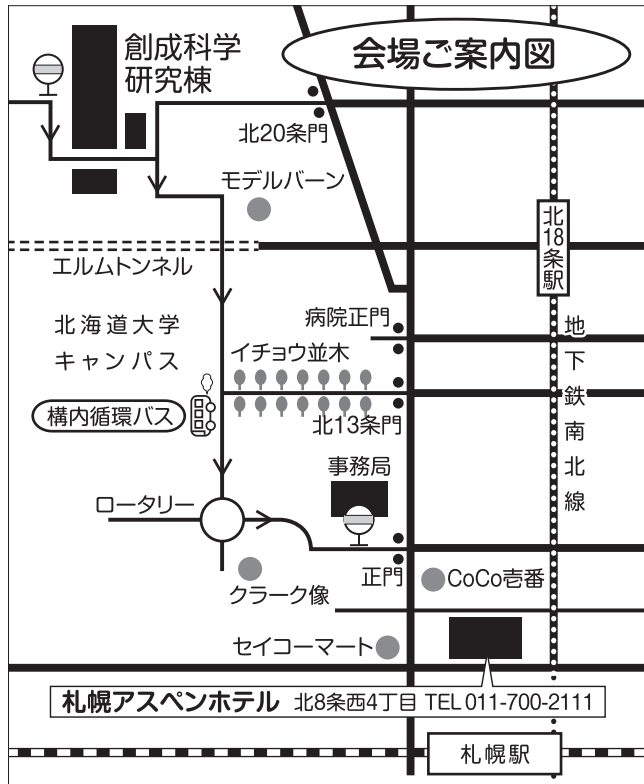 会場ご案内図
創成科学
研究棟
北20条門
モデルバーン
北18条駅
エルムトンネル
病院正門
地下鉄南北線
北海道大学
キャンパス
イチョウ並木
構内循環バス
北13条門
事務局
ロータリー
正門
CoCo壱番
クラーク像
セイコーマート
札幌アスペンホテル 北8条西4丁目 TEL 011-700-2111
札幌駅